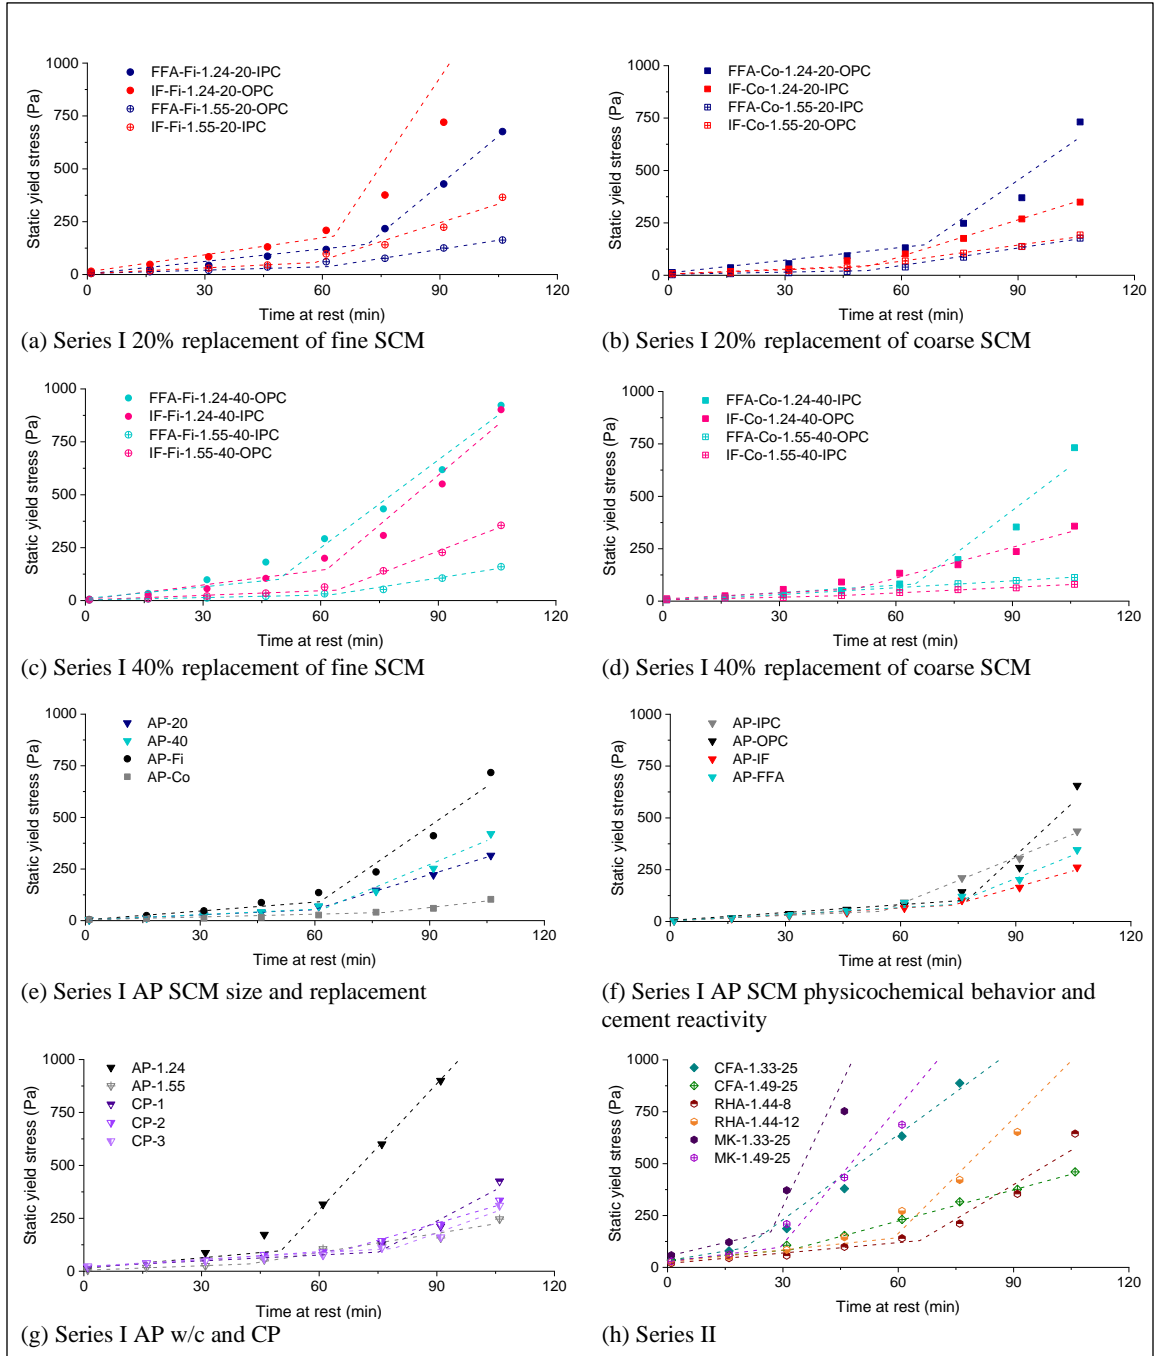 1000
750
500
250
0
Static yield stress (Pa)
FFA-Fi-1.24-20-IPC
IF-Fi-1.24-20-OPC
FFA-Fi-1.55-20-OPC
IF-Fi-1.55-20-IPC
0 30 60 90 120
Time at rest (min)
(a) Series I 20% replacement of fine SCM
1000
750
500
250
0
Static yield stress (Pa)
FFA-Co-1.24-20-OPC
IF-Co-1.24-20-IPC
FFA-Co-1.55-20-IPC
IF-Co-1.55-20-OPC
0 30 60 90 120
Time at rest (min)
(b) Series I 20% replacement of coarse SCM
1000
750
500
250
0
Static yield stress (Pa)
FFA-Fi-1.24-40-OPC
IF-Fi-1.24-40-IPC
FFA-Fi-1.55-40-IPC
IF-Fi-1.55-40-OPC
0 30 60 90 120
Time at rest (min)
(c) Series I 40% replacement of fine SCM
1000
750
500
250
0
Static yield stress (Pa)
FFA-Co-1.24-40-IPC
IF-Co-1.24-40-OPC
FFA-Co-1.55-40-OPC
IF-Co-1.55-40-IPC
0 30 60 90 120
Time at rest (min)
(d) Series I 40% replacement of coarse SCM
1000
750
500
250
0
Static yield stress (Pa)
AP-20
AP-40
AP-Fi
AP-Co
0 30 60 90 120
Time at rest (min)
(e) Series I AP SCM size and replacement
1000
750
500
250
0
Static yield stress (Pa)
AP-IPC
AP-OPC
AP-IF
AP-FFA
0 30 60 90 120
Time at rest (min)
(f) Series I AP SCM physicochemical behavior and
cement reactivity
1000
750
500
250
0
Static yield stress (Pa)
AP-1.24
AP-1.55
CP-1
CP-2
CP-3
0 30 60 90 120
Time at rest (min)
(g) Series I AP w/c and CP
1000
750
500
250
0
Static yield stress (Pa)
CFA-1.33-25
CFA-1.49-25
RHA-1.44-8
RHA-1.44-12
MK-1.33-25
MK-1.49-25
0 30 60 90 120
Time at rest (min)
(h) Series II